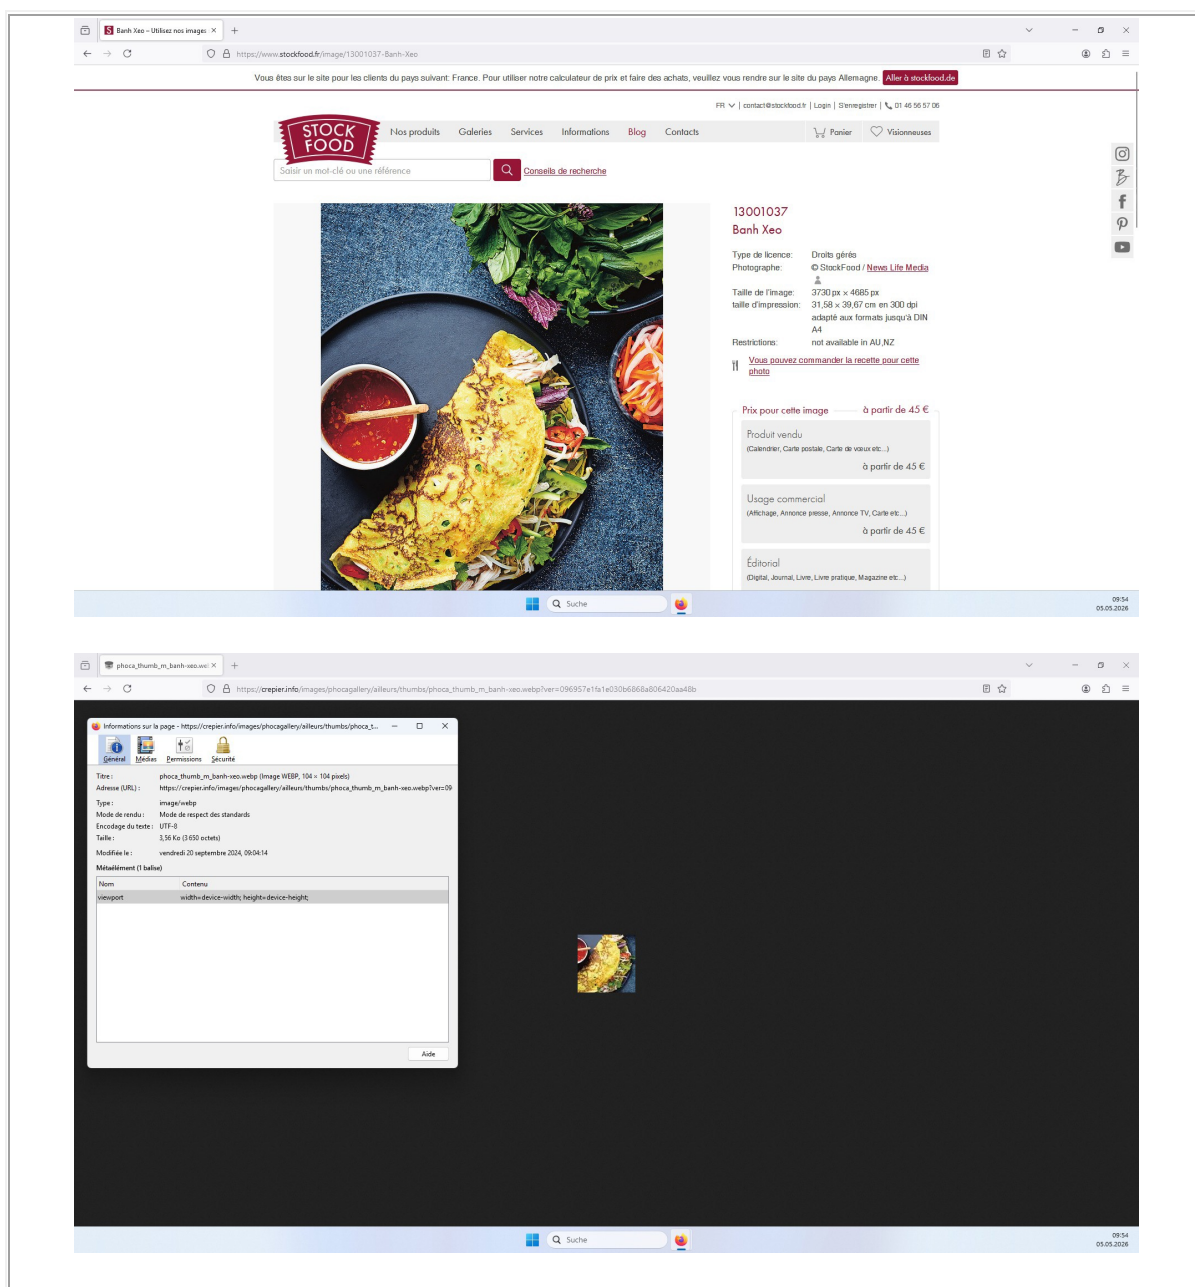 Banh Xeo – Utilisez nos images
https://www.stockfood.fr/image/13001037-Banh-Xeo
Vous êtes sur le site pour les clients du pays suivant: France. Pour utiliser notre calculateur de prix et faire des achats, veuillez vous rendre sur le site du pays Allemagne. Aller à stockfood.de
FR | contact@stockfood.fr | Login | S'enregistrer | 01 46 56 57 06
STOCK
FOOD
Nos produits Galeries Services Informations Blog Contacts Panier Visionneuses
Saisir un mot-clé ou une référence
Conseils de recherche
13001037
Banh Xeo
Type de licence: Droits gérés
Photographe: © StockFood / News Life Media
Taille de l'image: 3730 px × 4685 px
taille d'impression: 31,58 × 39,67 cm en 300 dpi
adapté aux formats jusqu'à DIN
A4
Restrictions: not available in AU,NZ
Vous pouvez commander la recette pour cette
photo
Prix pour cette image à partir de 45 €
Produit vendu
(Calendrier, Carte postale, Carte de vœux etc...)
à partir de 45 €
Usage commercial
(Affichage, Annonce presse, Annonce TV, Carte etc...)
à partir de 45 €
Éditorial
(Digital, Journal, Livre, Livre pratique, Magazine etc...)
Suche
09:54
05.05.2026
phoca_thumb_m_banh-xeo.we
https://crepier.info/images/phocagallery/ailleurs/thumbs/phoca_thumb_m_banh-xeo.webp?ver=096957e1fa1e030b6868a806420aa48b
Informations sur la page - https://crepier.info/images/phocagallery/ailleurs/thumbs/phoca_t...
Général Médias Permissions Sécurité
Titre : phoca_thumb_m_banh-xeo.webp (Image WEBP, 104 × 104 pixels)
Adresse (URL) : https://crepier.info/images/phocagallery/ailleurs/thumbs/phoca_thumb_m_banh-xeo.webp?ver=09
Type : image/webp
Mode de rendu : Mode de respect des standards
Encodage du texte : UTF-8
Taille : 3,56 Ko (3 650 octets)
Modifiée le : vendredi 20 septembre 2024, 09:04:14
Métaélément (1 balise)
Nom Contenu
viewport width=device-width; height=device-height;
Aide
Suche
09:54
05.05.2026